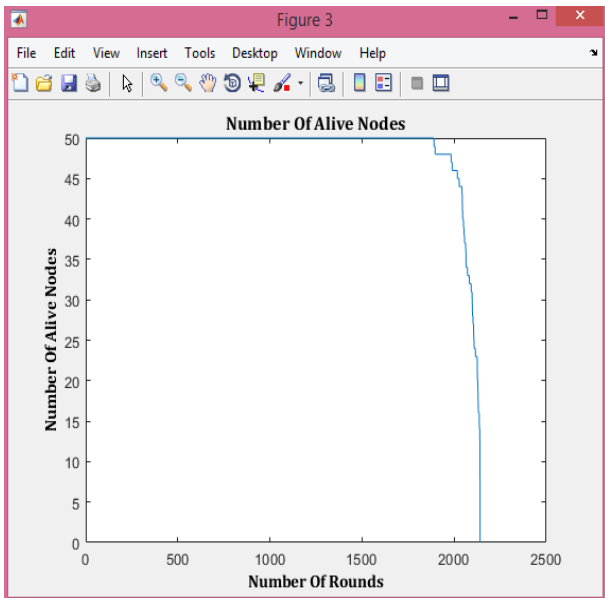 Figure 3
File Edit View Insert Tools Desktop Window Help
Number Of Alive Nodes
50
45
40
35
30
25
20
15
10
5
0
Number Of Alive Nodes
0 500 1000 1500 2000 2500
Number Of Rounds